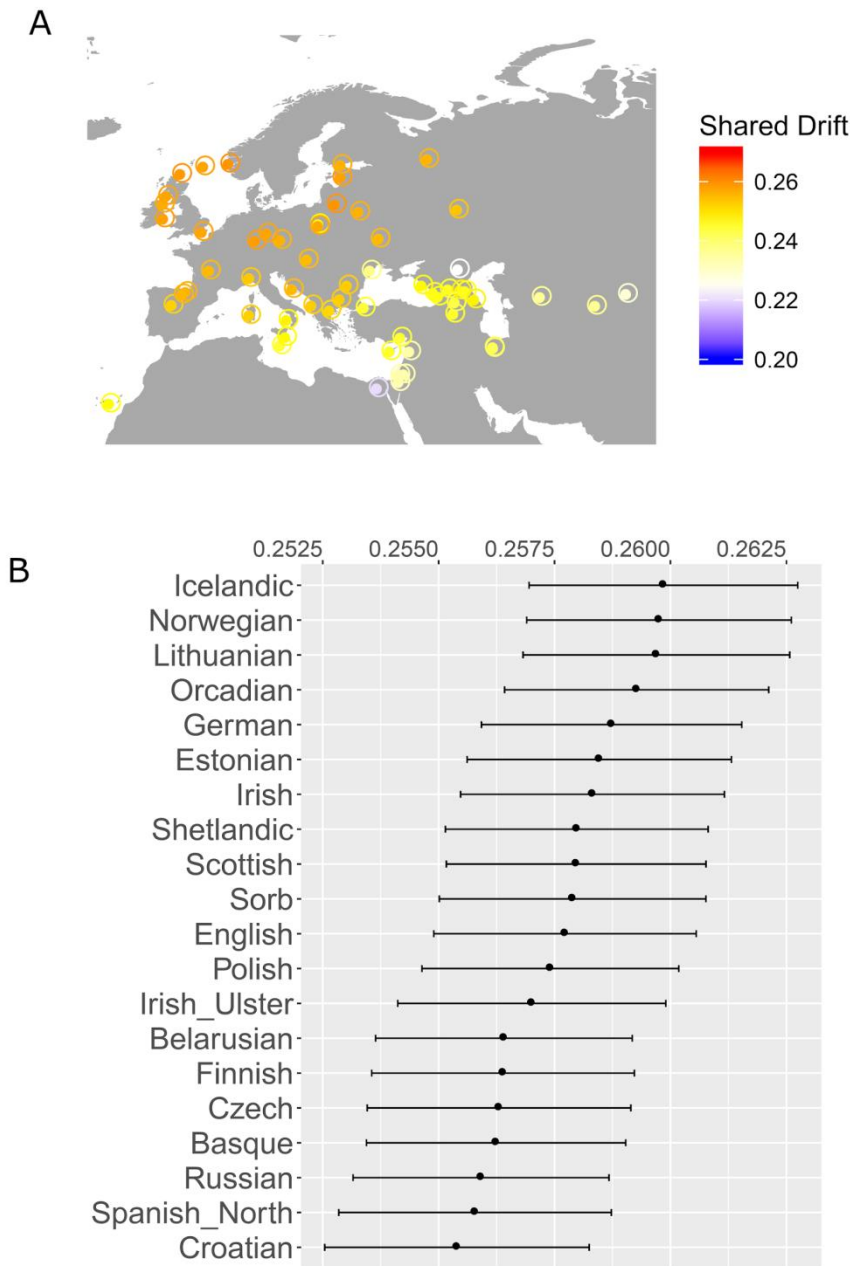 A
Shared Drift
0.26
0.24
0.22
0.20
B
0.2525 0.2550 0.2575 0.2600 0.2625
Icelandic
Norwegian
Lithuanian
Orcadian
German
Estonian
Irish
Shetlandic
Scottish
Sorb
English
Polish
Irish_Ulster
Belarusian
Finnish
Czech
Basque
Russian
Spanish_North
Croatian